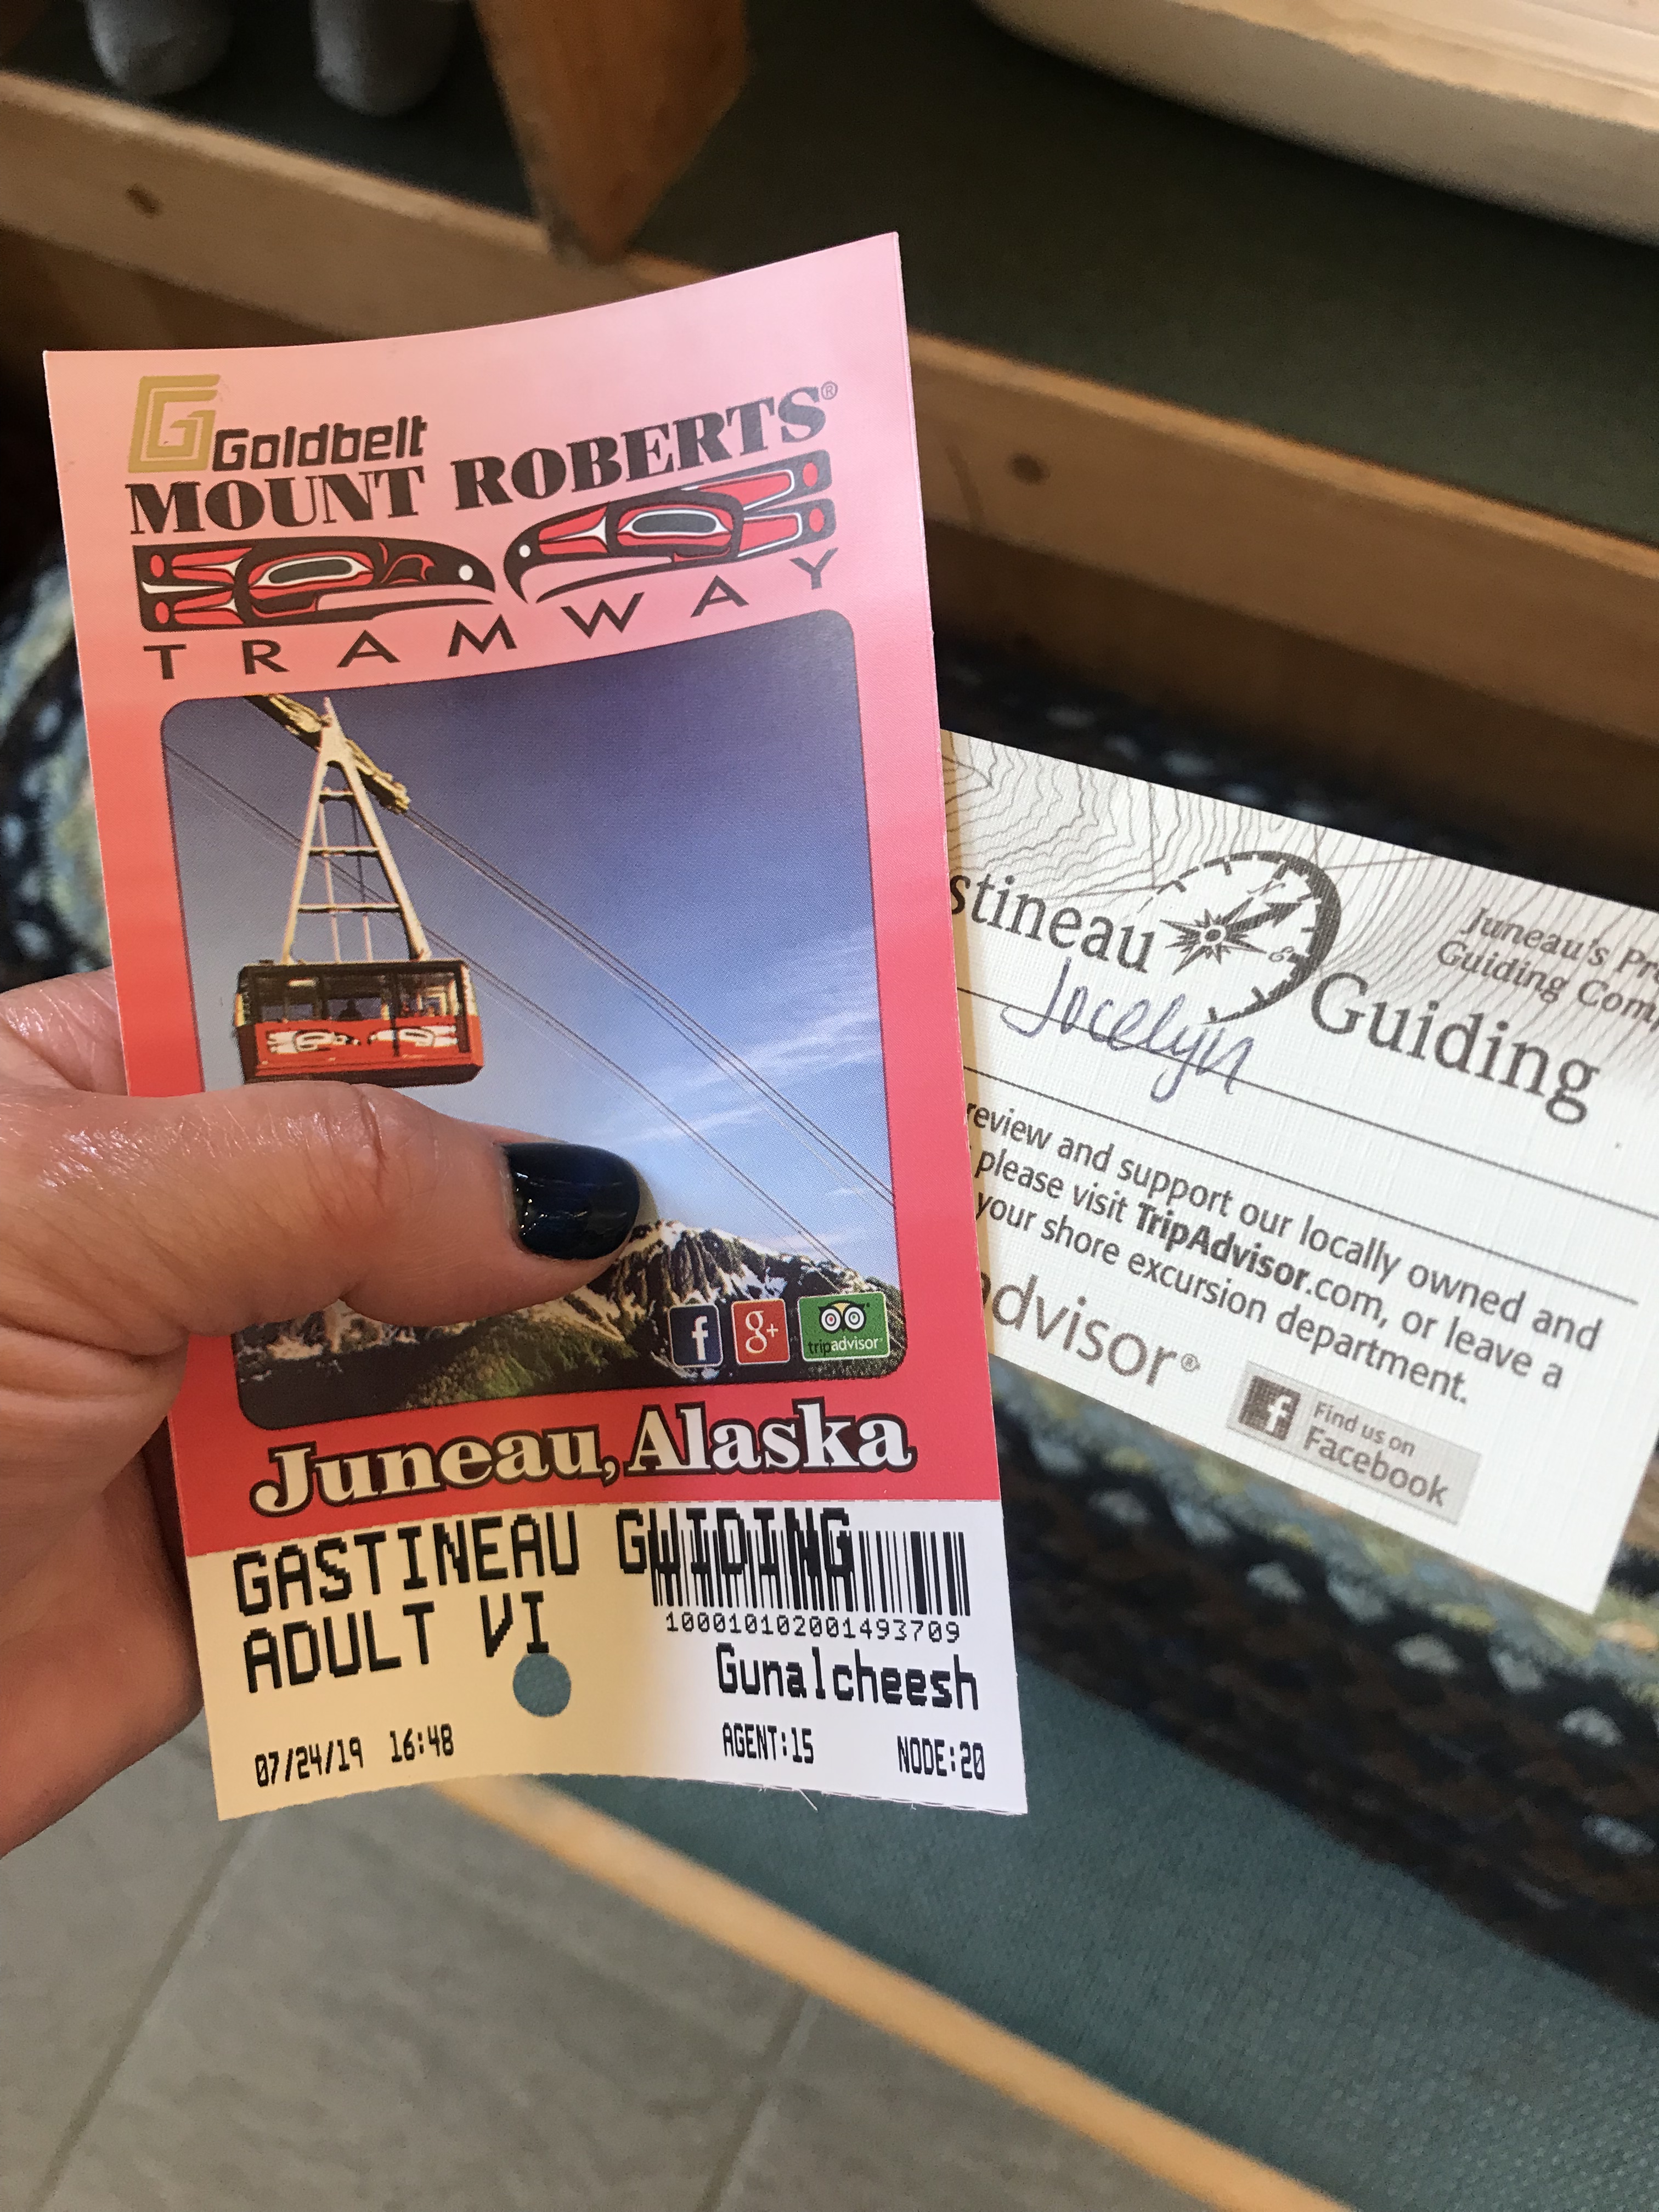 Goldbelt
MOUNT ROBERTS®
TRAMWAY
f g+ tripadvisor®
Juneau, Alaska
GASTINEAU GUIDING
ADULT VI
100010102001493709
Gunalcheesh
07/24/19 16:48 AGENT:15 NODE:20
stineau Guiding
Juneau's Pre
Guiding Com
Jocelyn
review and support our locally owned and
please visit TripAdvisor.com, or leave a
your shore excursion department.
advisor®
f Find us on
Facebook